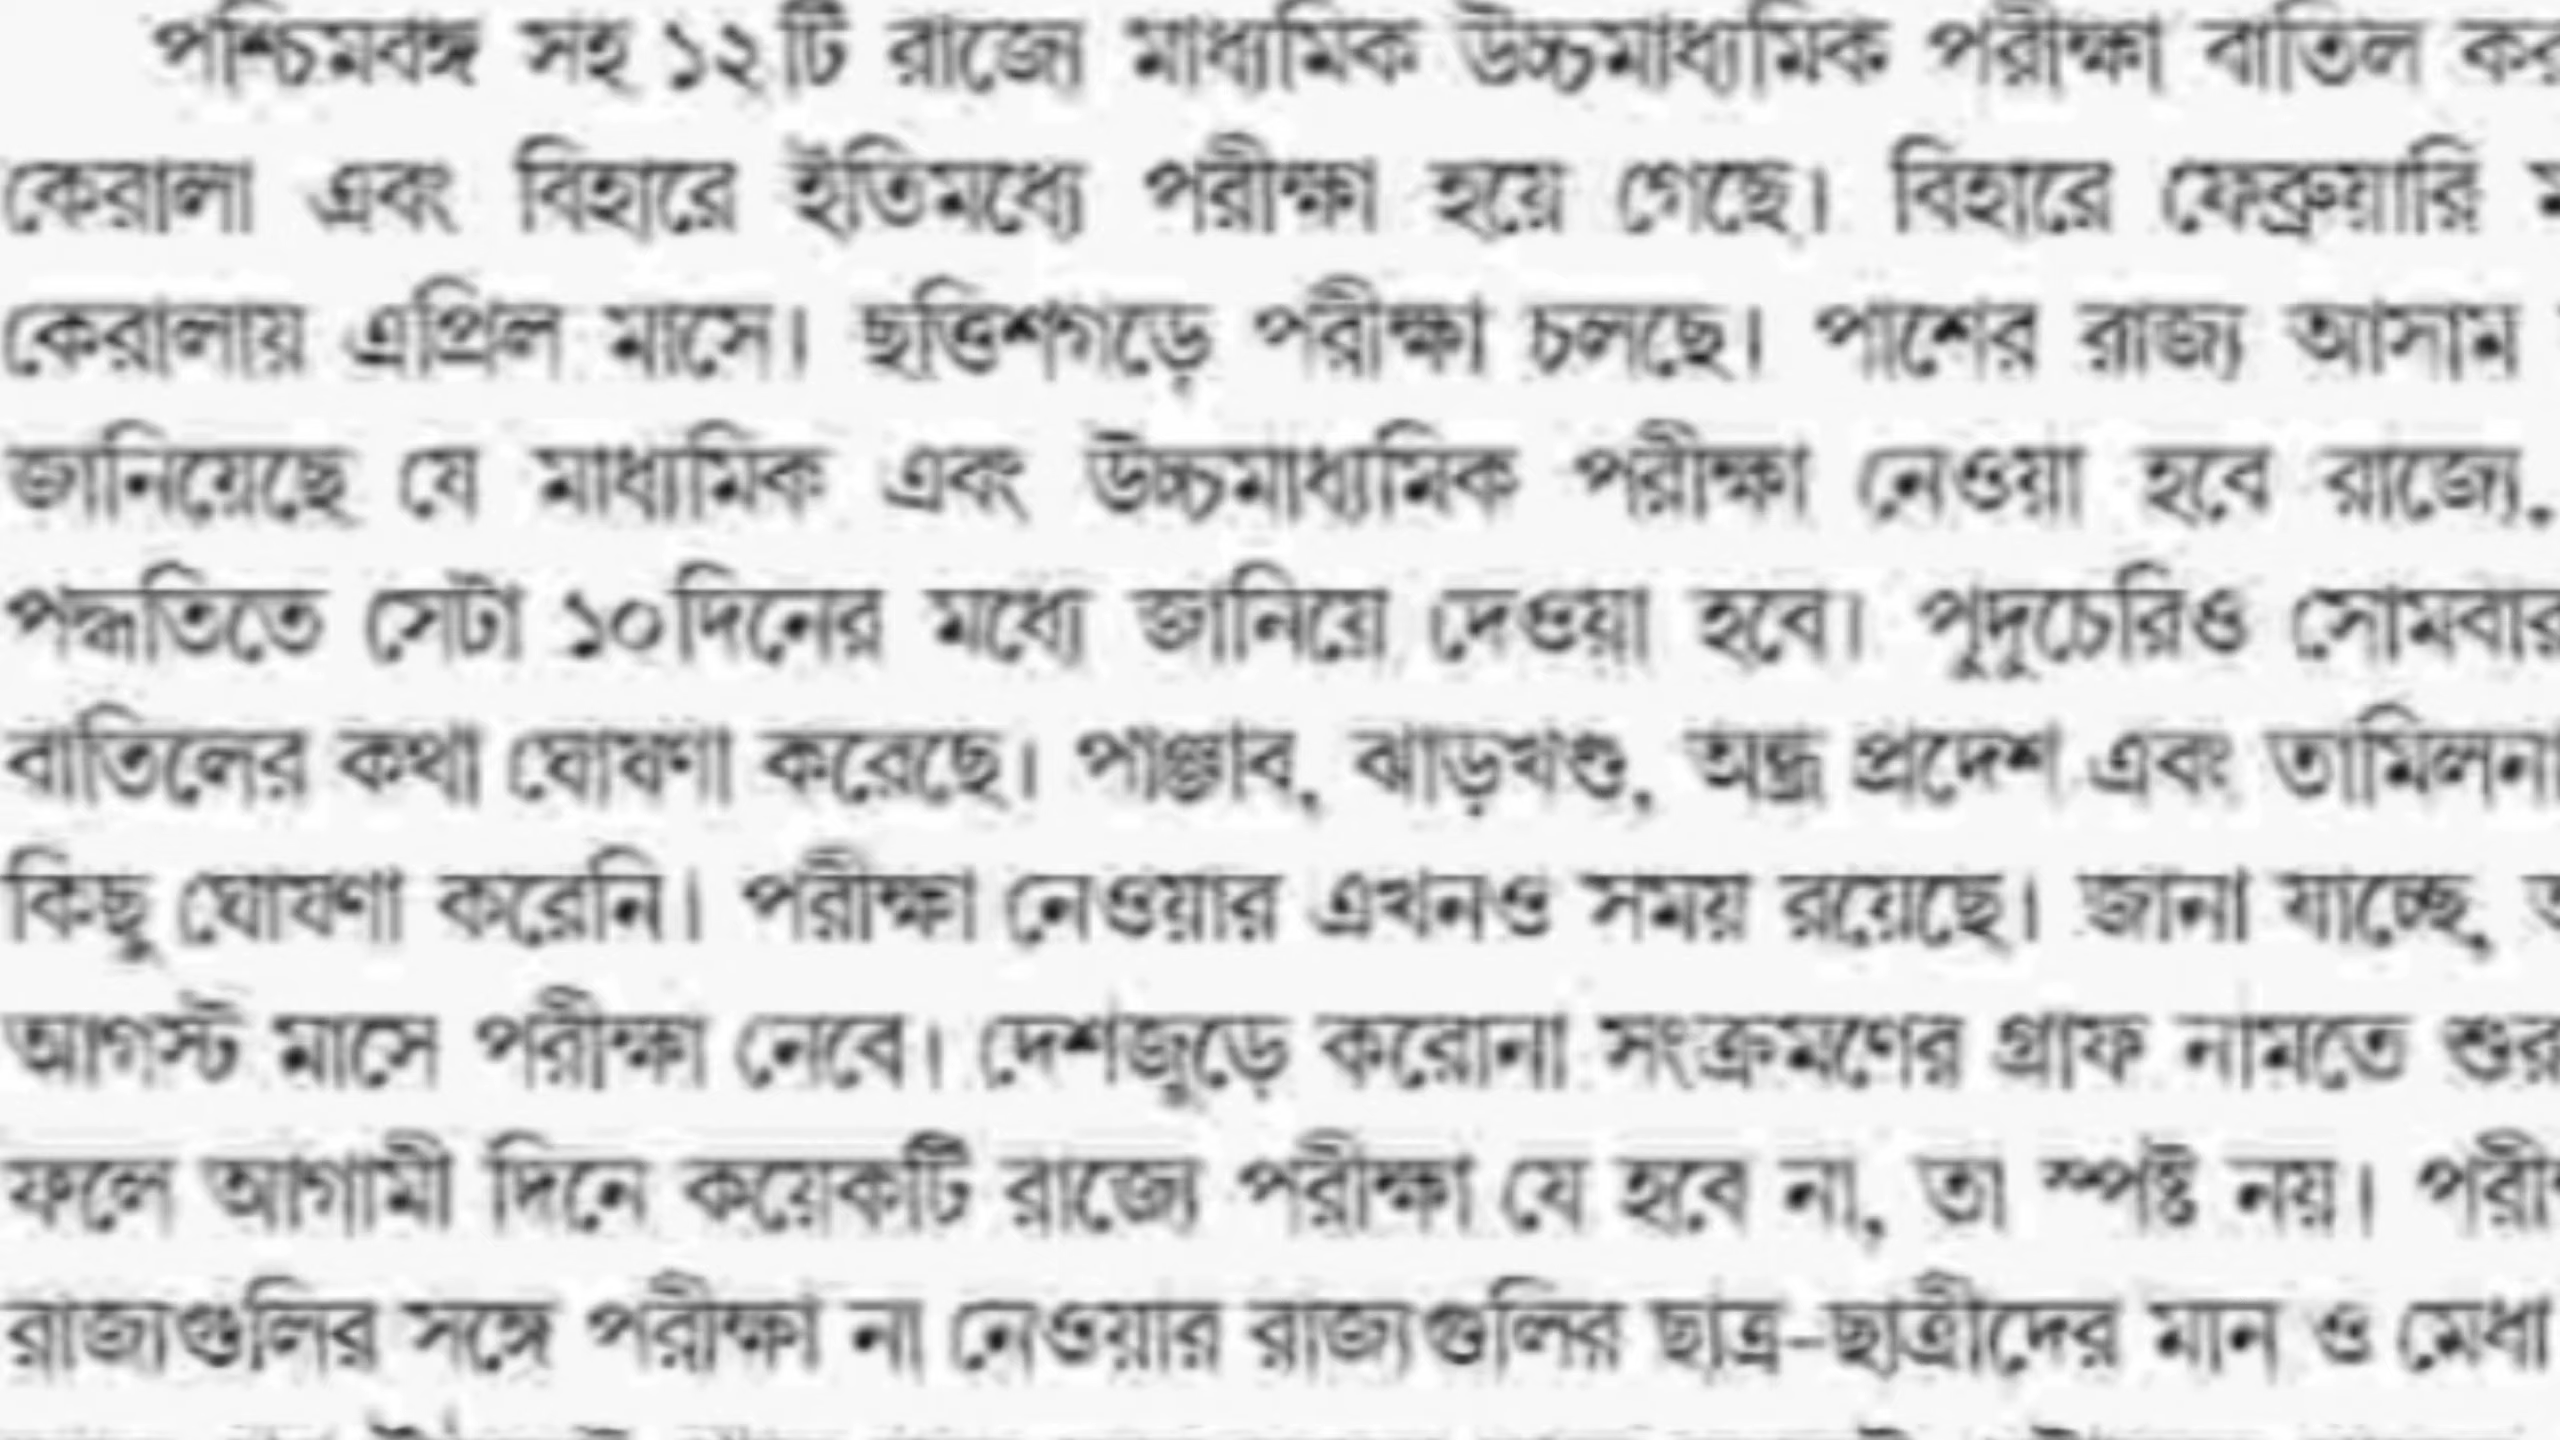 পশ্চিমবঙ্গ সহ ১২টি রাজ্যে মাধ্যমিক উচ্চমাধ্যমিক পরীক্ষা বাতিল
কেরালা এবং বিহারে ইতিমধ্যে পরীক্ষা হয়ে গেছে। বিহারে ফেব্রুয়ারি
কেরালায় এপ্রিল মাসে। ছত্তিশগড়ে পরীক্ষা চলছে। পাশের রাজ্য আসাম
জানিয়েছে যে মাধ্যমিক এবং উচ্চমাধ্যমিক পরীক্ষা নেওয়া হবে রাজ্যে.
পদ্ধতিতে সেটা ১০দিনের মধ্যে জানিয়ে দেওয়া হবে। পুদুচেরিও সোমবার
বাতিলের কথা ঘোষণা করেছে। পাঞ্জাব, ঝাড়খণ্ড, অন্ধ্র প্রদেশ এবং তামিলনা
কিছু ঘোষণা করেনি। পরীক্ষা নেওয়ার এখনও সময় রয়েছে। জানা যাচ্ছে,
আগস্ট মাসে পরীক্ষা নেবে। দেশজুড়ে করোনা সংক্রমণের গ্রাফ নামতে শুর
ফলে আগামী দিনে কয়েকটি রাজ্যে পরীক্ষা যে হবে না, তা স্পষ্ট নয়। পরী
রাজ্যগুলির সঙ্গে পরীক্ষা না নেওয়ার রাজ্যগুলির ছাত্র-ছাত্রীদের মান ও মেধা